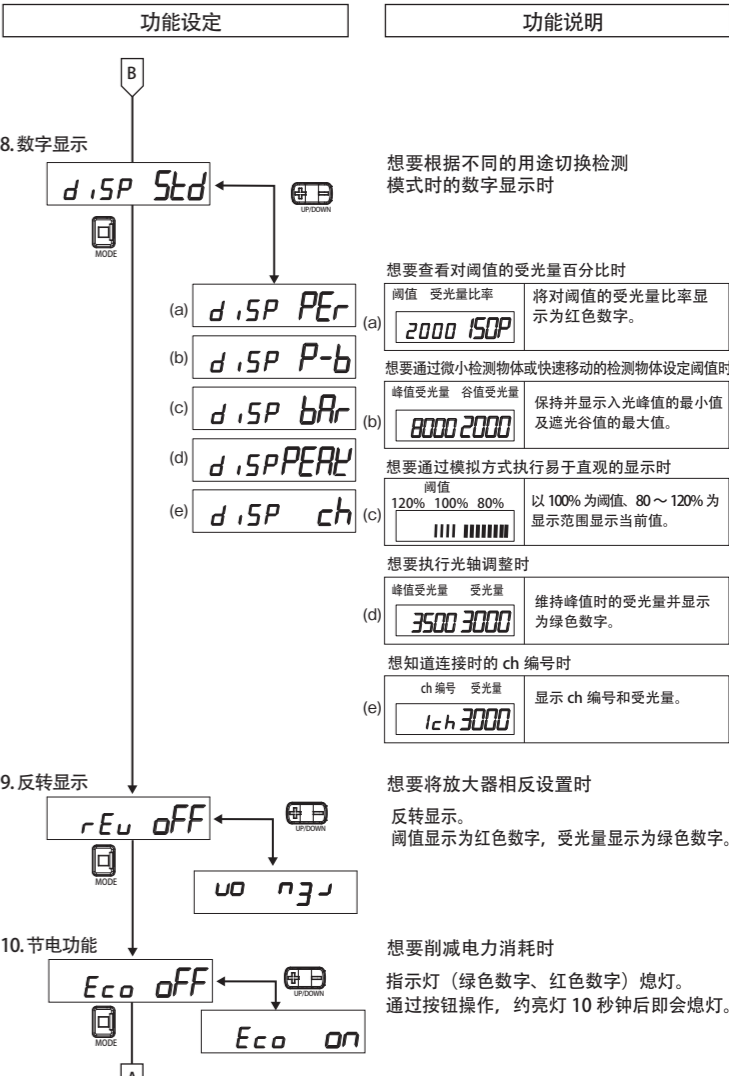 功能设定
功能说明
B
8. 数字显示
diSP Std
UP/DOWN
MODE
想要根据不同的用途切换检测
模式时的数字显示时
(a) diSP PEr
(b) diSP P-b
(c) diSP bAr
(d) diSP PEAK
(e) diSP ch
想要查看对阈值的受光量百分比时
(a)
阈值 受光量比率
2000 150P
将对阈值的受光量比率显
示为红色数字。
想要通过微小检测物体或快速移动的检测物体设定阈值时
(b)
峰值受光量 谷值受光量
8000 2000
保持并显示入光峰值的最小值
及遮光谷值的最大值。
想要通过模拟方式执行易于直观的显示时
(c)
阈值
120% 100% 80%
以 100% 为阈值、80 ~ 120% 为
显示范围显示当前值。
想要执行光轴调整时
(d)
峰值受光量 受光量
3500 3000
维持峰值时的受光量并显示
为绿色数字。
想知道连接时的 ch 编号时
(e)
ch 编号 受光量
1ch 3000
显示 ch 编号和受光量。
9. 反转显示
rEv oFF
UP/DOWN
MODE
rEv on
想要将放大器相反设置时
反转显示。
阈值显示为红色数字，受光量显示为绿色数字。
10. 节电功能
Eco oFF
UP/DOWN
MODE
Eco on
想要削减电力消耗时
指示灯（绿色数字、红色数字）熄灯。
通过按钮操作，约亮灯 10 秒钟后即会熄灯。
A